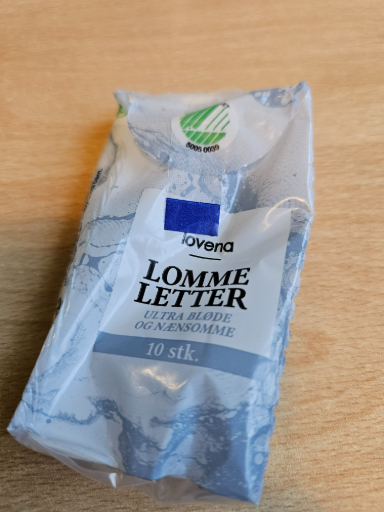 5005 0039
lovena
LOMME
LETTER
ULTRA BLØDE
OG NÆNSOMME
10 stk.